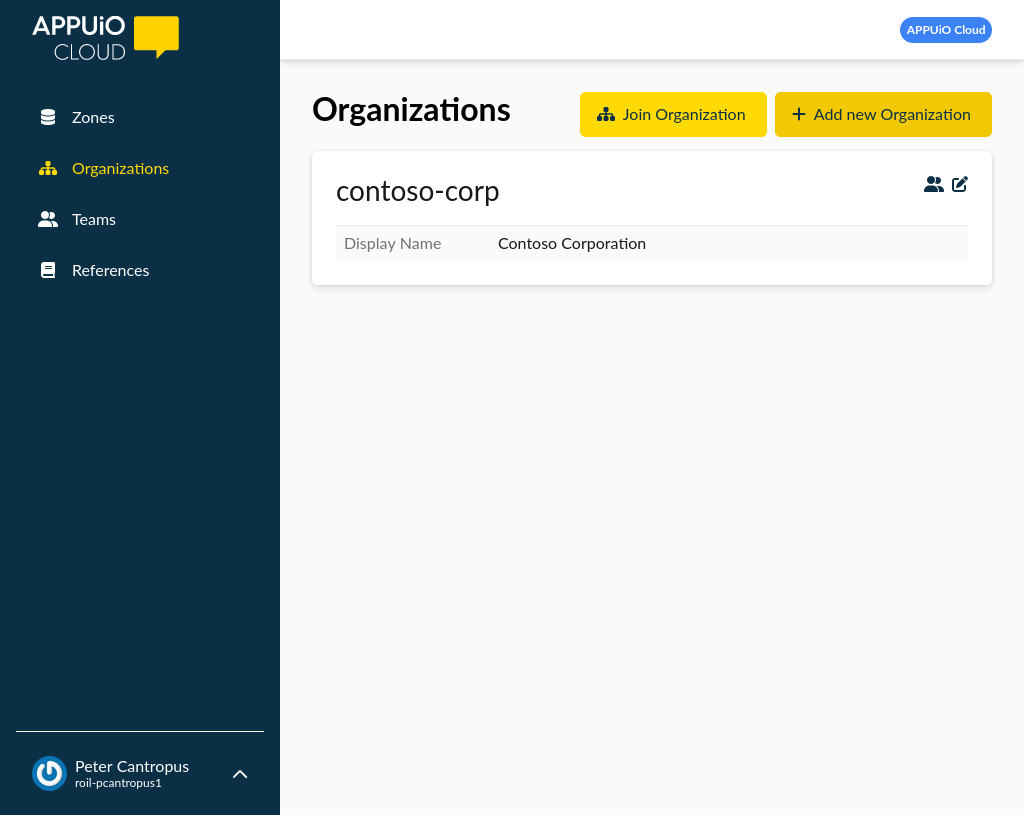 APPUiO
CLOUD
Zones
Organizations
Teams
References
Peter Cantropus
roil-pcantropus1
APPUiO Cloud
Organizations
Join Organization
Add new Organization
contoso-corp
Display Name Contoso Corporation